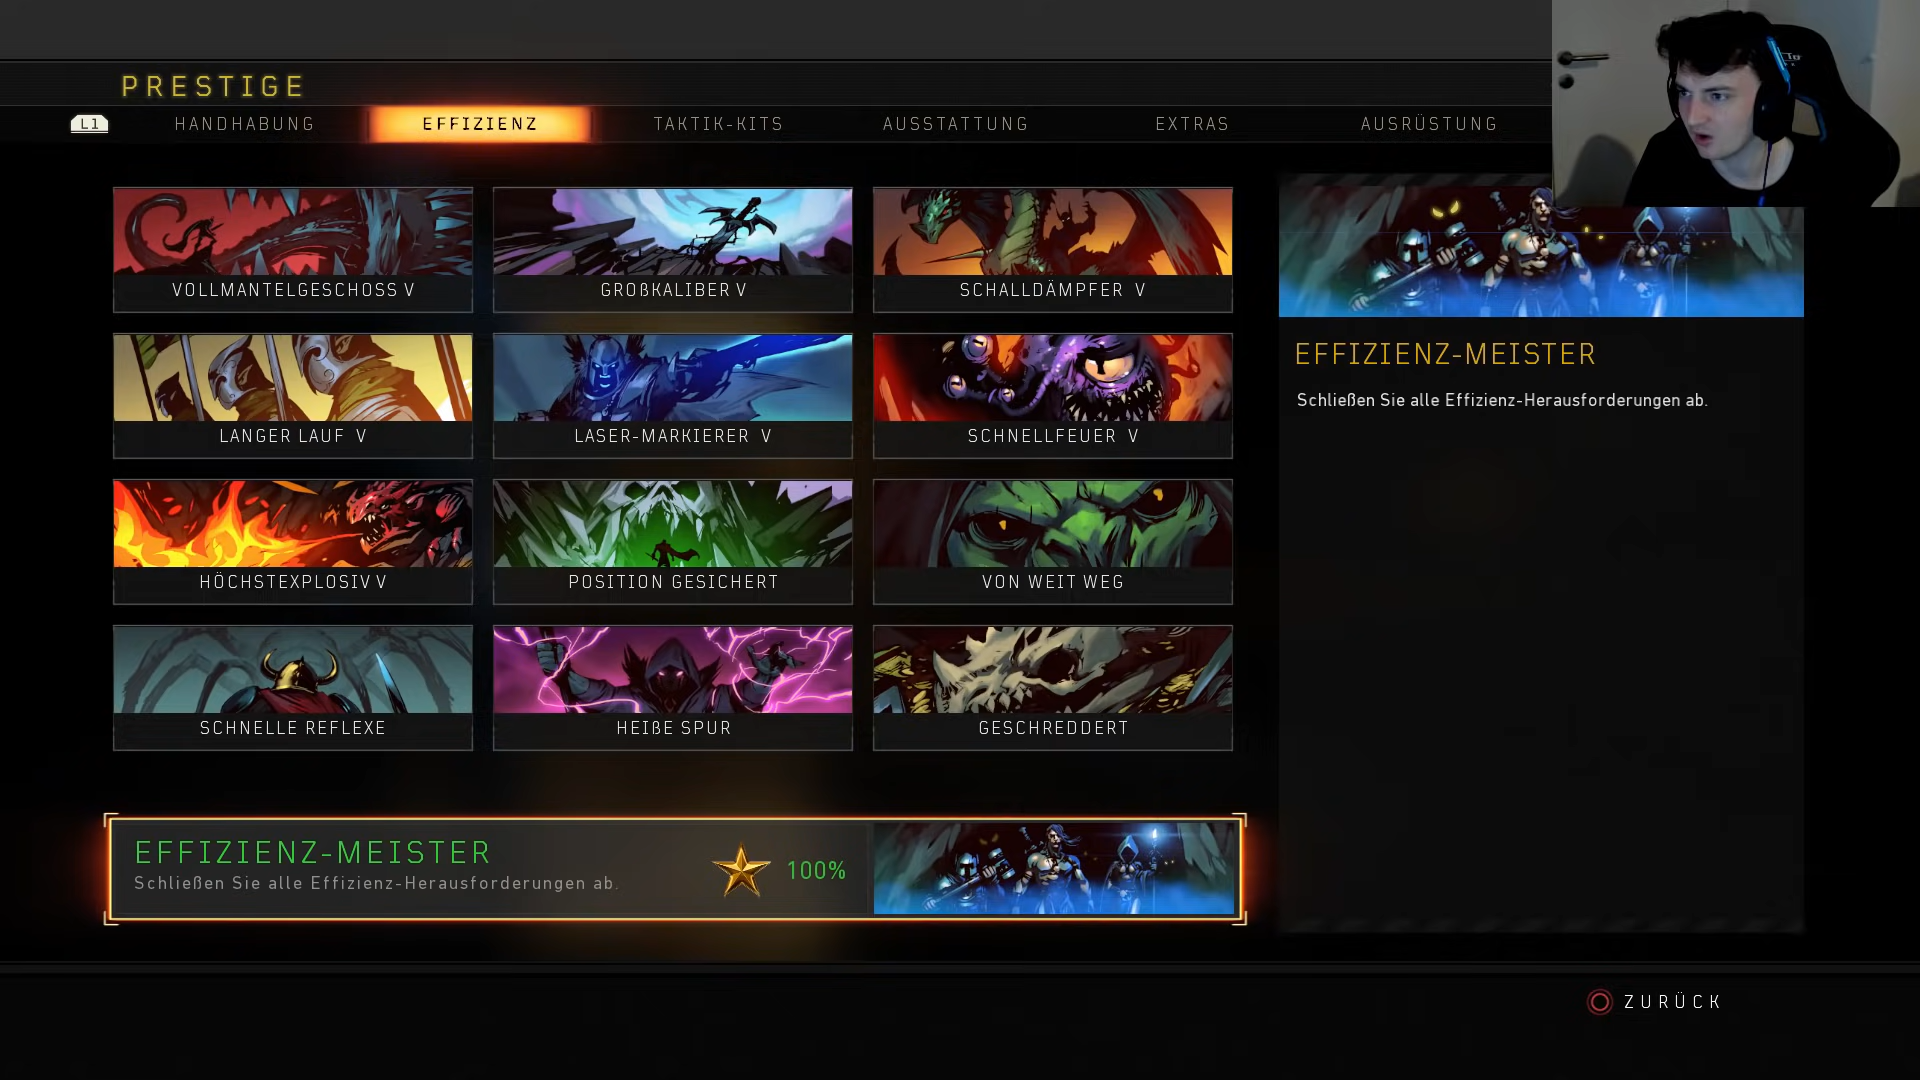 PRESTIGE
L1 HANDHABUNG EFFIZIENZ TAKTIK-KITS AUSSTATTUNG EXTRAS AUSRÜSTUNG
VOLLMANTELGESCHOSS V GROßKALIBER V SCHALLDÄMPFER V
LANGER LAUF V LASER-MARKIERER V SCHNELLFEUER V
HÖCHSTEXPLOSIV V POSITION GESICHERT VON WEIT WEG
SCHNELLE REFLEXE HEIßE SPUR GESCHREDDERT
EFFIZIENZ-MEISTER
Schließen Sie alle Effizienz-Herausforderungen ab.
100%
EFFIZIENZ-MEISTER
Schließen Sie alle Effizienz-Herausforderungen ab.
ZURÜCK